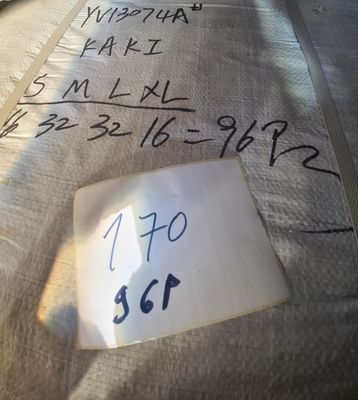 YV13074A#
KAKI
S M L XL
16 32 32 16 = 96P
170
96P